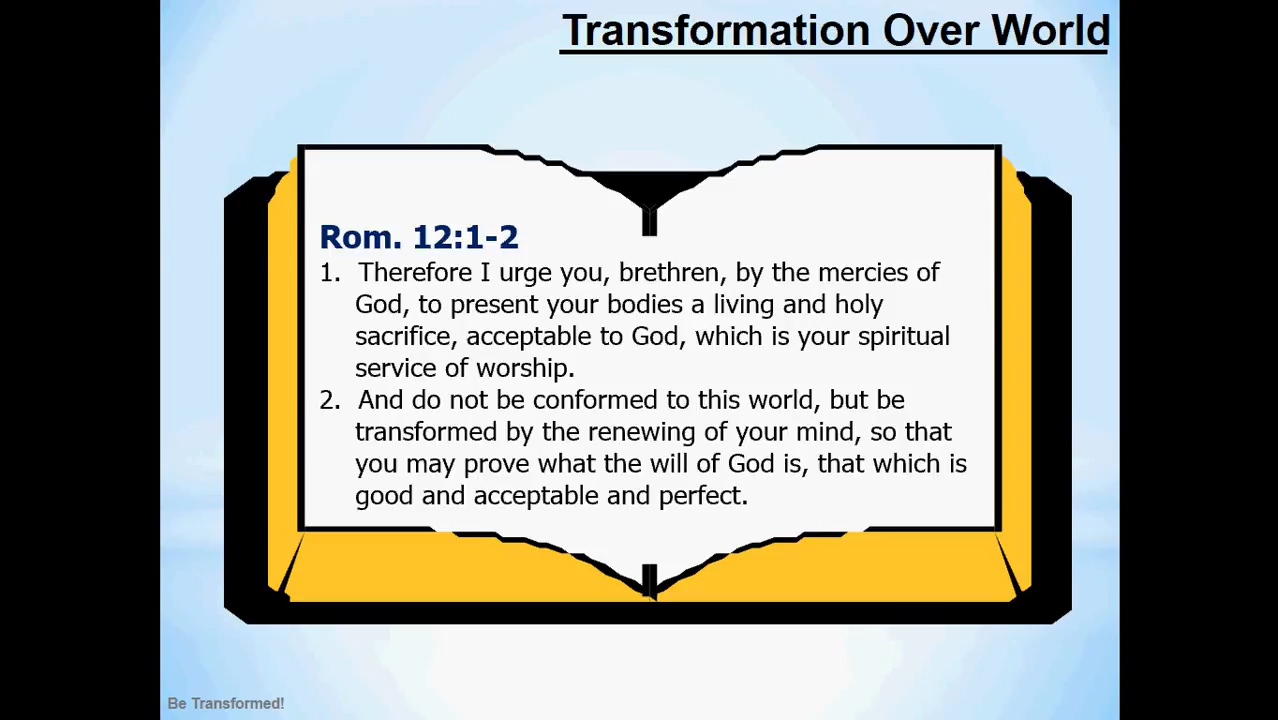 Transformation Over World
Rom. 12:1-2
1. Therefore I urge you, brethren, by the mercies of
God, to present your bodies a living and holy
sacrifice, acceptable to God, which is your spiritual
service of worship.
2. And do not be conformed to this world, but be
transformed by the renewing of your mind, so that
you may prove what the will of God is, that which is
good and acceptable and perfect.
Be Transformed!